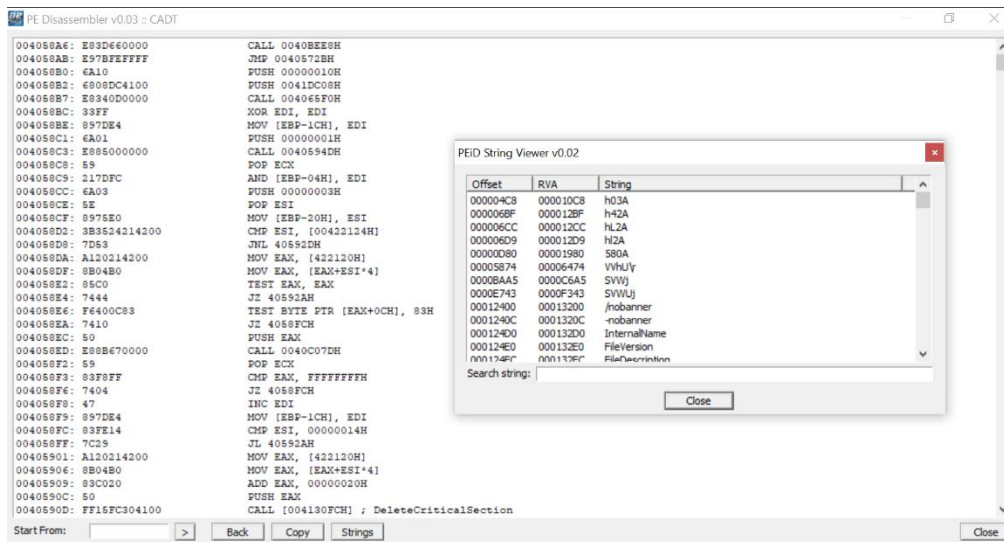 PE Disassembler v0.03 :: CADT
004058A6: E83D660000 CALL 0040BEE8H
004058AB: E97BFEFFFF JMP 0040572BH
004058B0: 6A10 PUSH 00000010H
004058B2: 6808DC4100 PUSH 0041DC08H
004058B7: E8340D0000 CALL 004065F0H
004058BC: 33FF XOR EDI, EDI
004058BE: 897DE4 MOV [EBP-1CH], EDI
004058C1: 6A01 PUSH 00000001H
004058C3: E885000000 CALL 0040594DH
004058C8: 59 POP ECX
004058C9: 217DFC AND [EBP-04H], EDI
004058CC: 6A03 PUSH 00000003H
004058CE: 5E POP ESI
004058CF: 8975E0 MOV [EBP-20H], ESI
004058D2: 3B3524214200 CMP ESI, [00422124H]
004058D8: 7D53 JNL 40592DH
004058DA: A120214200 MOV EAX, [422120H]
004058DF: 8B04B0 MOV EAX, [EAX+ESI*4]
004058E2: 85C0 TEST EAX, EAX
004058E4: 7444 JZ 40592AH
004058E6: F6400C83 TEST BYTE PTR [EAX+0CH], 83H
004058EA: 7410 JZ 4058FCH
004058EC: 50 PUSH EAX
004058ED: E88B670000 CALL 0040C07DH
004058F2: 59 POP ECX
004058F3: 83F8FF CMP EAX, FFFFFFFFH
004058F6: 7404 JZ 4058FCH
004058F8: 47 INC EDI
004058F9: 897DE4 MOV [EBP-1CH], EDI
004058FC: 83FE14 CMP ESI, 00000014H
004058FF: 7C29 JL 40592AH
00405901: A120214200 MOV EAX, [422120H]
00405906: 8B04B0 MOV EAX, [EAX+ESI*4]
00405909: 83C020 ADD EAX, 00000020H
0040590C: 50 PUSH EAX
0040590D: FF15FC304100 CALL [004130FCH] ; DeleteCriticalSection
PEiD String Viewer v0.02
Offset RVA String
000004C8 000010C8 h03A
000006BF 000012BF h42A
000006CC 000012CC hL2A
000006D9 000012D9 hl2A
00000D80 00001980 580A
00005874 00006474 VVhU\r
0000BAA5 0000C6A5 SVWj
0000E743 0000F343 SVWUj
00012400 00013200 /nobanner
0001240C 0001320C -nobanner
000124D0 000132D0 InternalName
000124E0 000132E0 FileVersion
000124EC 000132EC FileDescription
Search string:
Close
Start From: > Back Copy Strings Close